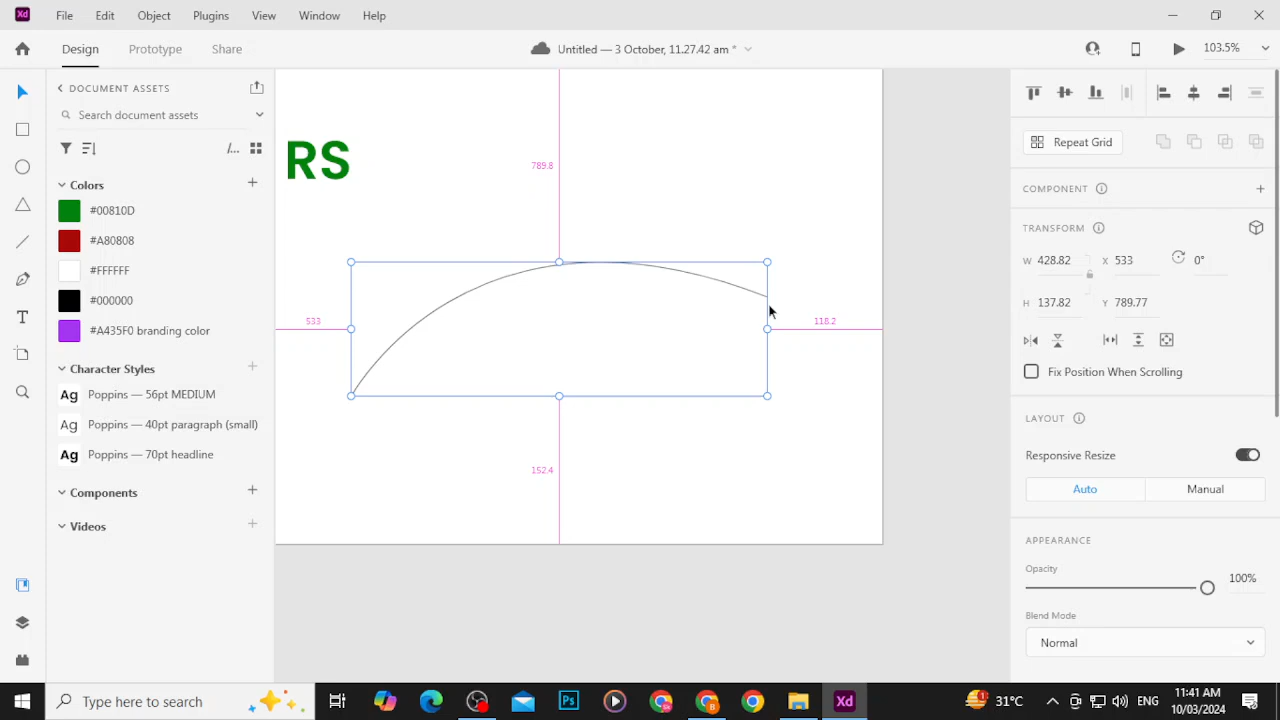 Xd File Edit Object Plugins View Window Help
Design Prototype Share
Untitled — 3 October, 11.27.42 am *
103.5%
DOCUMENT ASSETS
Search document assets
Colors
#00810D
#A80808
#FFFFFF
#000000
#A435F0 branding color
Character Styles
Ag Poppins — 56pt MEDIUM
Ag Poppins — 40pt paragraph (small)
Ag Poppins — 70pt headline
Components
Videos
RS
789.8
533
118.2
152.4
Repeat Grid
COMPONENT
TRANSFORM
W 428.82 X 533 0°
H 137.82 Y 789.77
Fix Position When Scrolling
LAYOUT
Responsive Resize
Auto Manual
APPEARANCE
Opacity
100%
Blend Mode
Normal
Type here to search
Ps
Xd
1
31°C
ENG
11:41 AM
10/03/2024